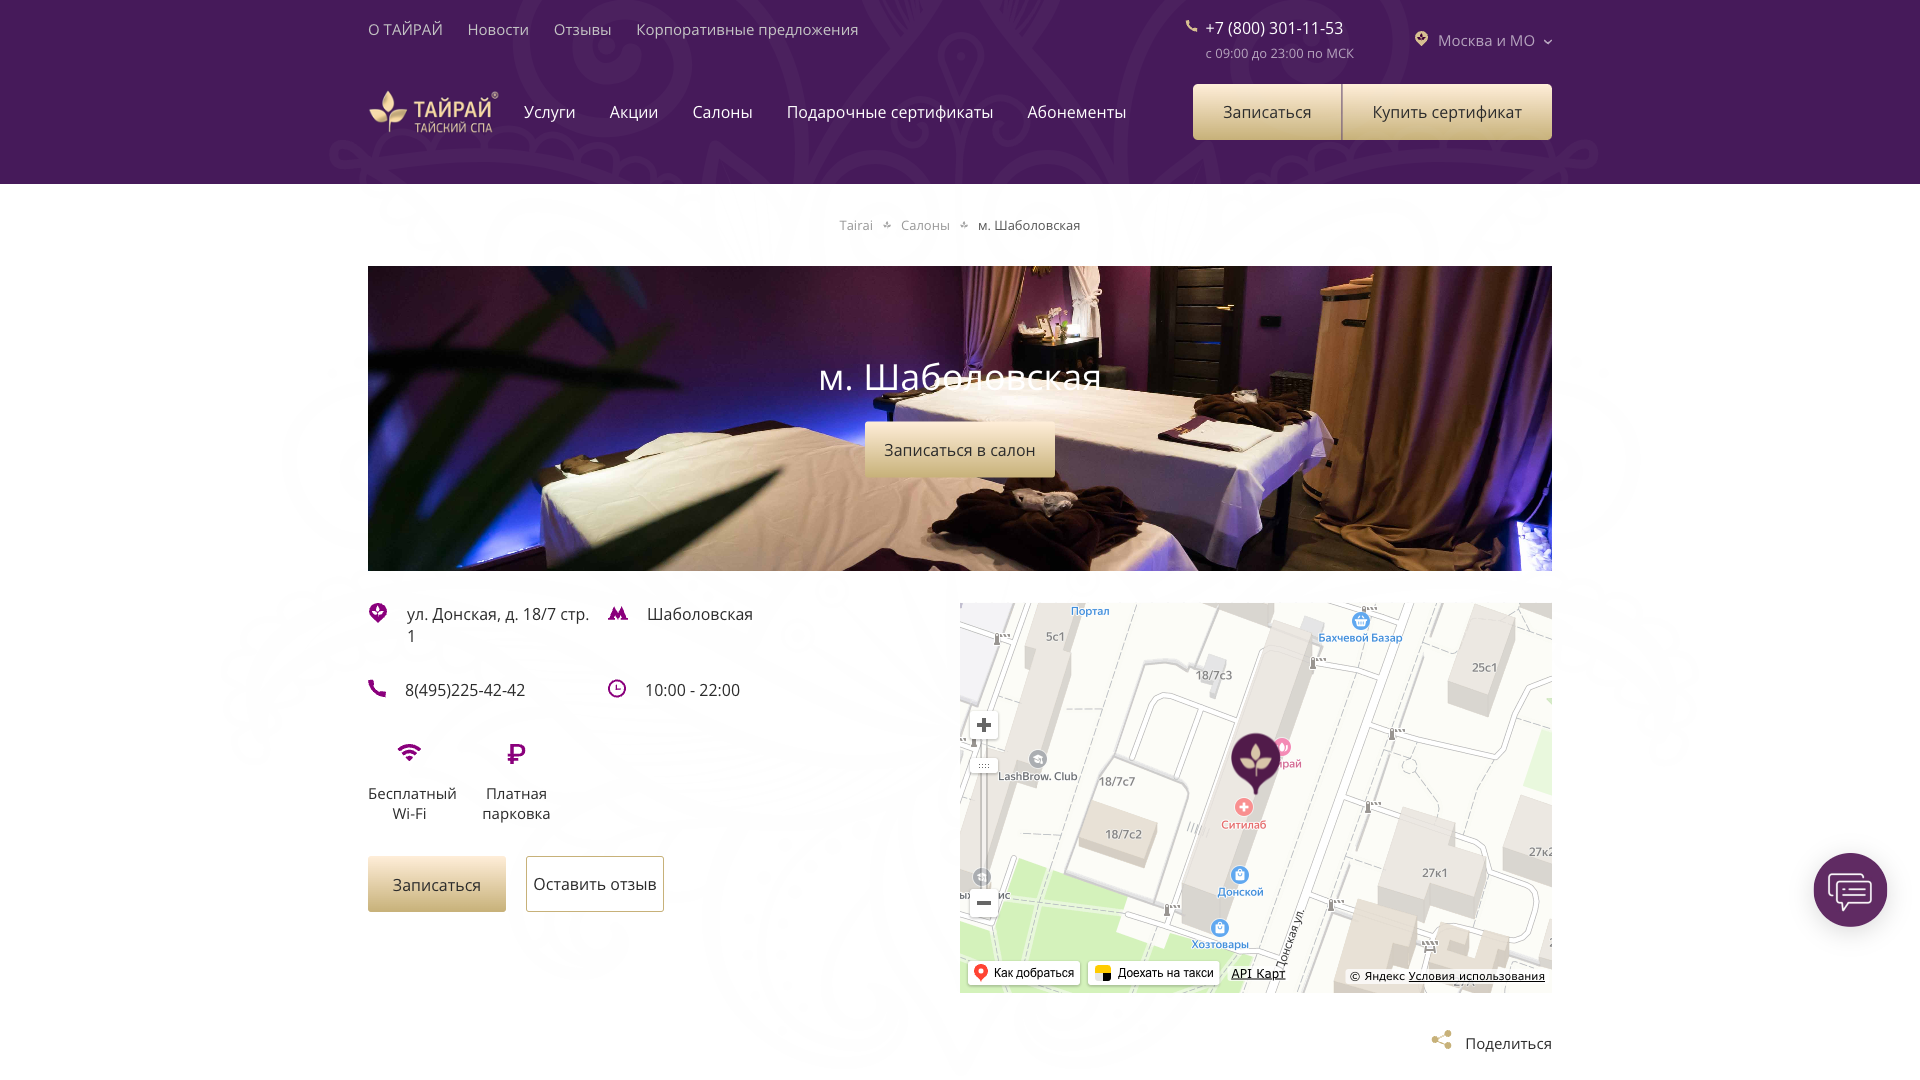 О ТАЙРАЙ
Новости
Отзывы
Корпоративные предложения
+7 (800) 301-11-53
с 09:00 до 23:00 по МСК
Москва и МО
ТАЙРАЙ®
ТАЙСКИЙ СПА
Услуги
Акции
Салоны
Подарочные сертификаты
Абонементы
Записаться
Купить сертификат
Tairai
Салоны
м. Шаболовская
м. Шаболовская
Записаться в салон
ул. Донская, д. 18/7 стр.
1
Шаболовская
8(495)225-42-42
10:00 - 22:00
Бесплатный
Wi-Fi
Платная
парковка
Записаться
Оставить отзыв
Портал
5с1
Бахчевой Базар
25с1
18/7с3
LashBrow. Club
18/7с7
Ситилаб
18/7с2
27к1
Донской
Хозтовары
Донская ул.
Как добраться
Доехать на такси
API Карт
© Яндекс Условия использования
Поделиться